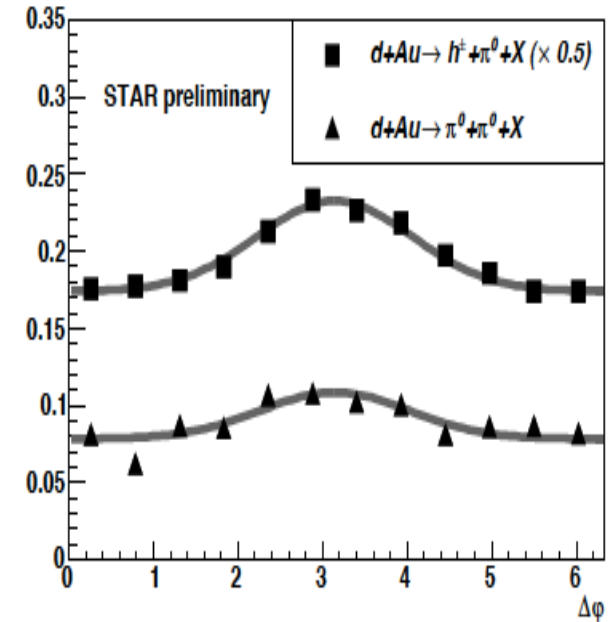 0.35
0.3
0.25
0.2
0.15
0.1
0.05
0
STAR preliminary
d+Au→ h±+π⁰+X (× 0.5)
d+Au→ π⁰+π⁰+X
0 1 2 3 4 5 6
Δφ